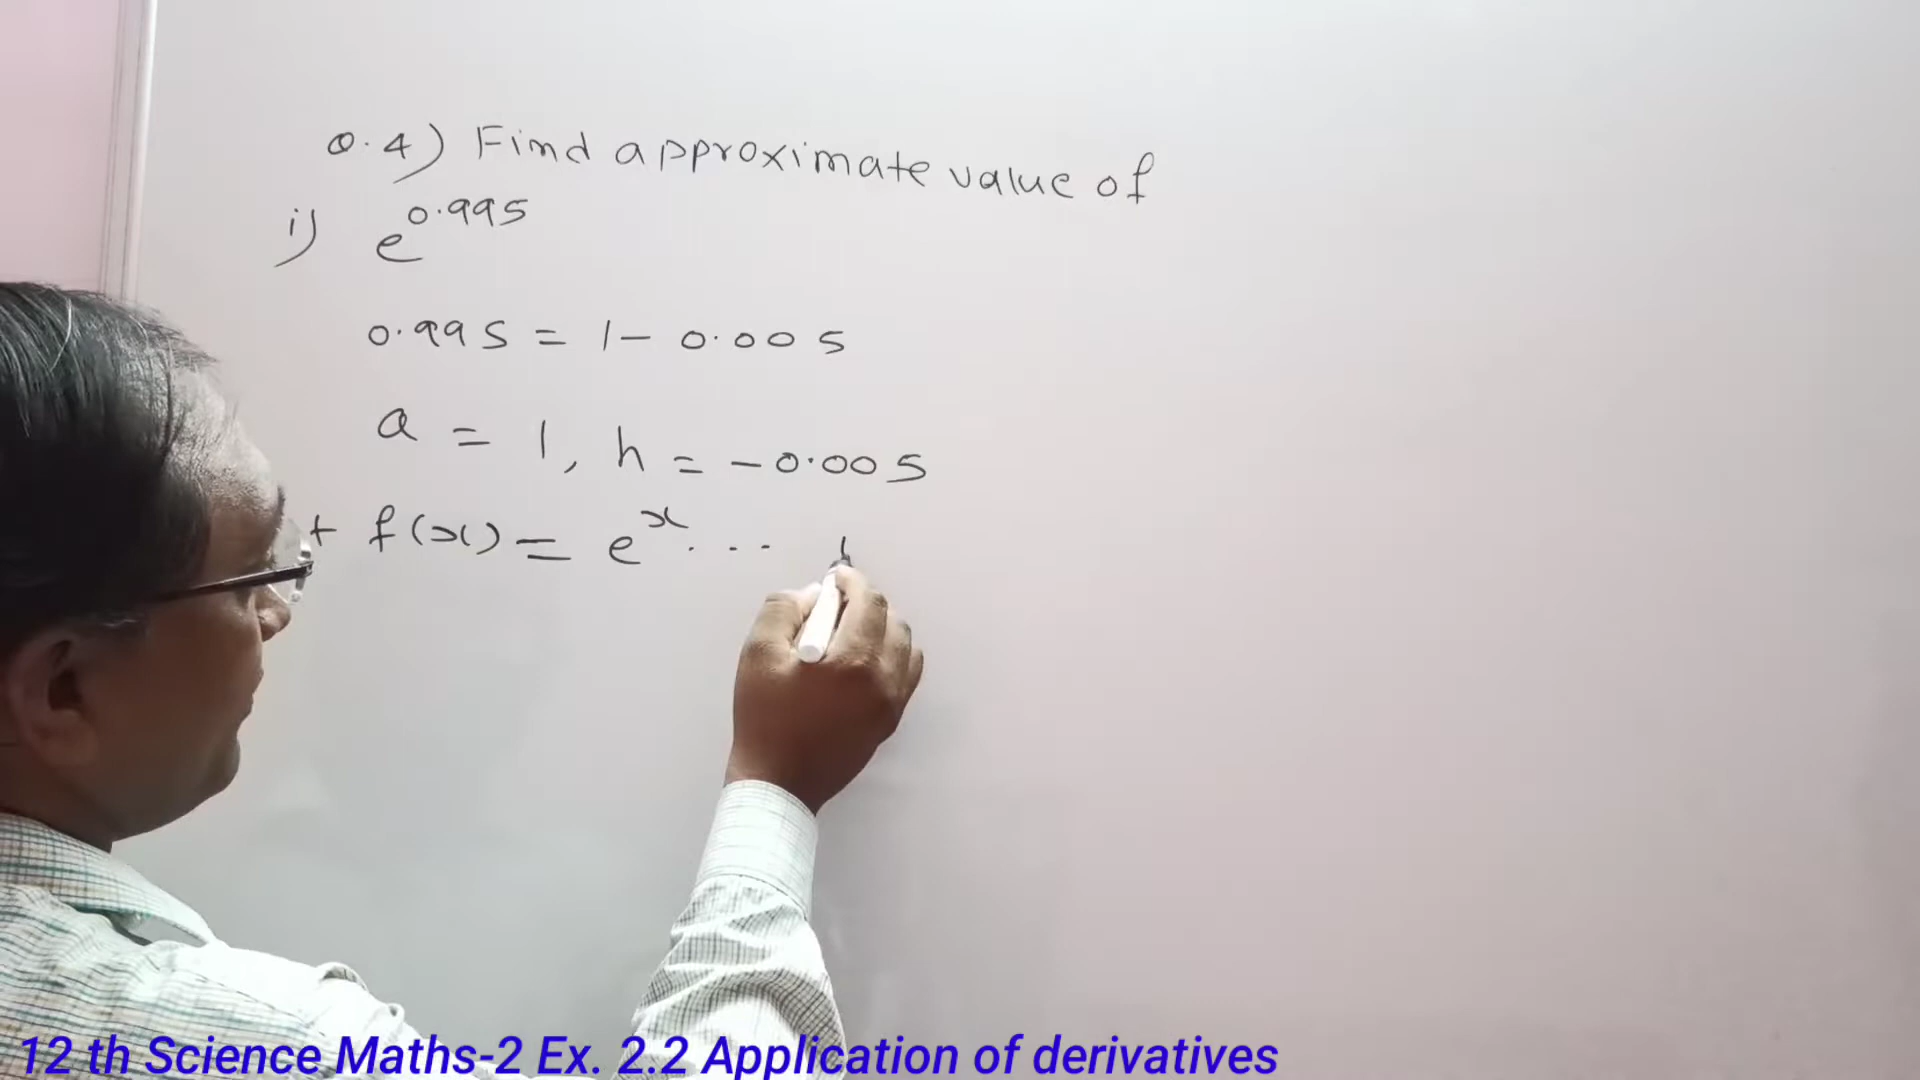 Q.4) Find approximate value of
i) e^0.995
0.995 = 1 - 0.005
a = 1, h = -0.005
f(x) = e^x ...
12 th Science Maths-2 Ex. 2.2 Application of derivatives